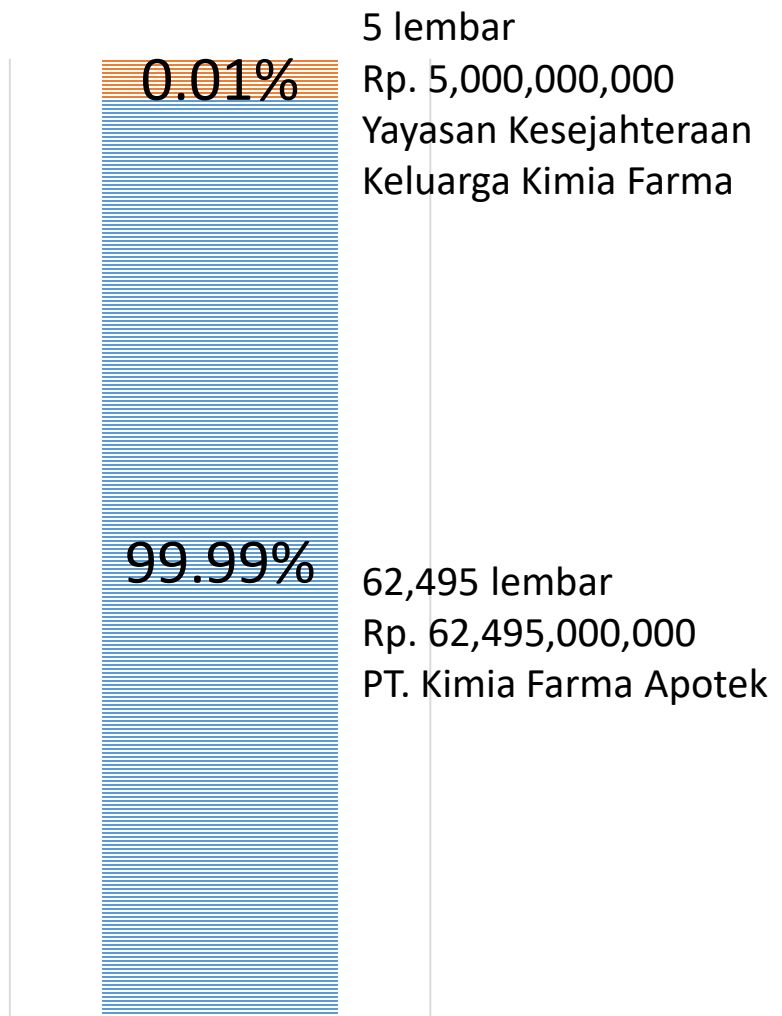 5 lembar
0.01%
Rp. 5,000,000,000
Yayasan Kesejahteraan
Keluarga Kimia Farma
99.99%
62,495 lembar
Rp. 62,495,000,000
PT. Kimia Farma Apotek